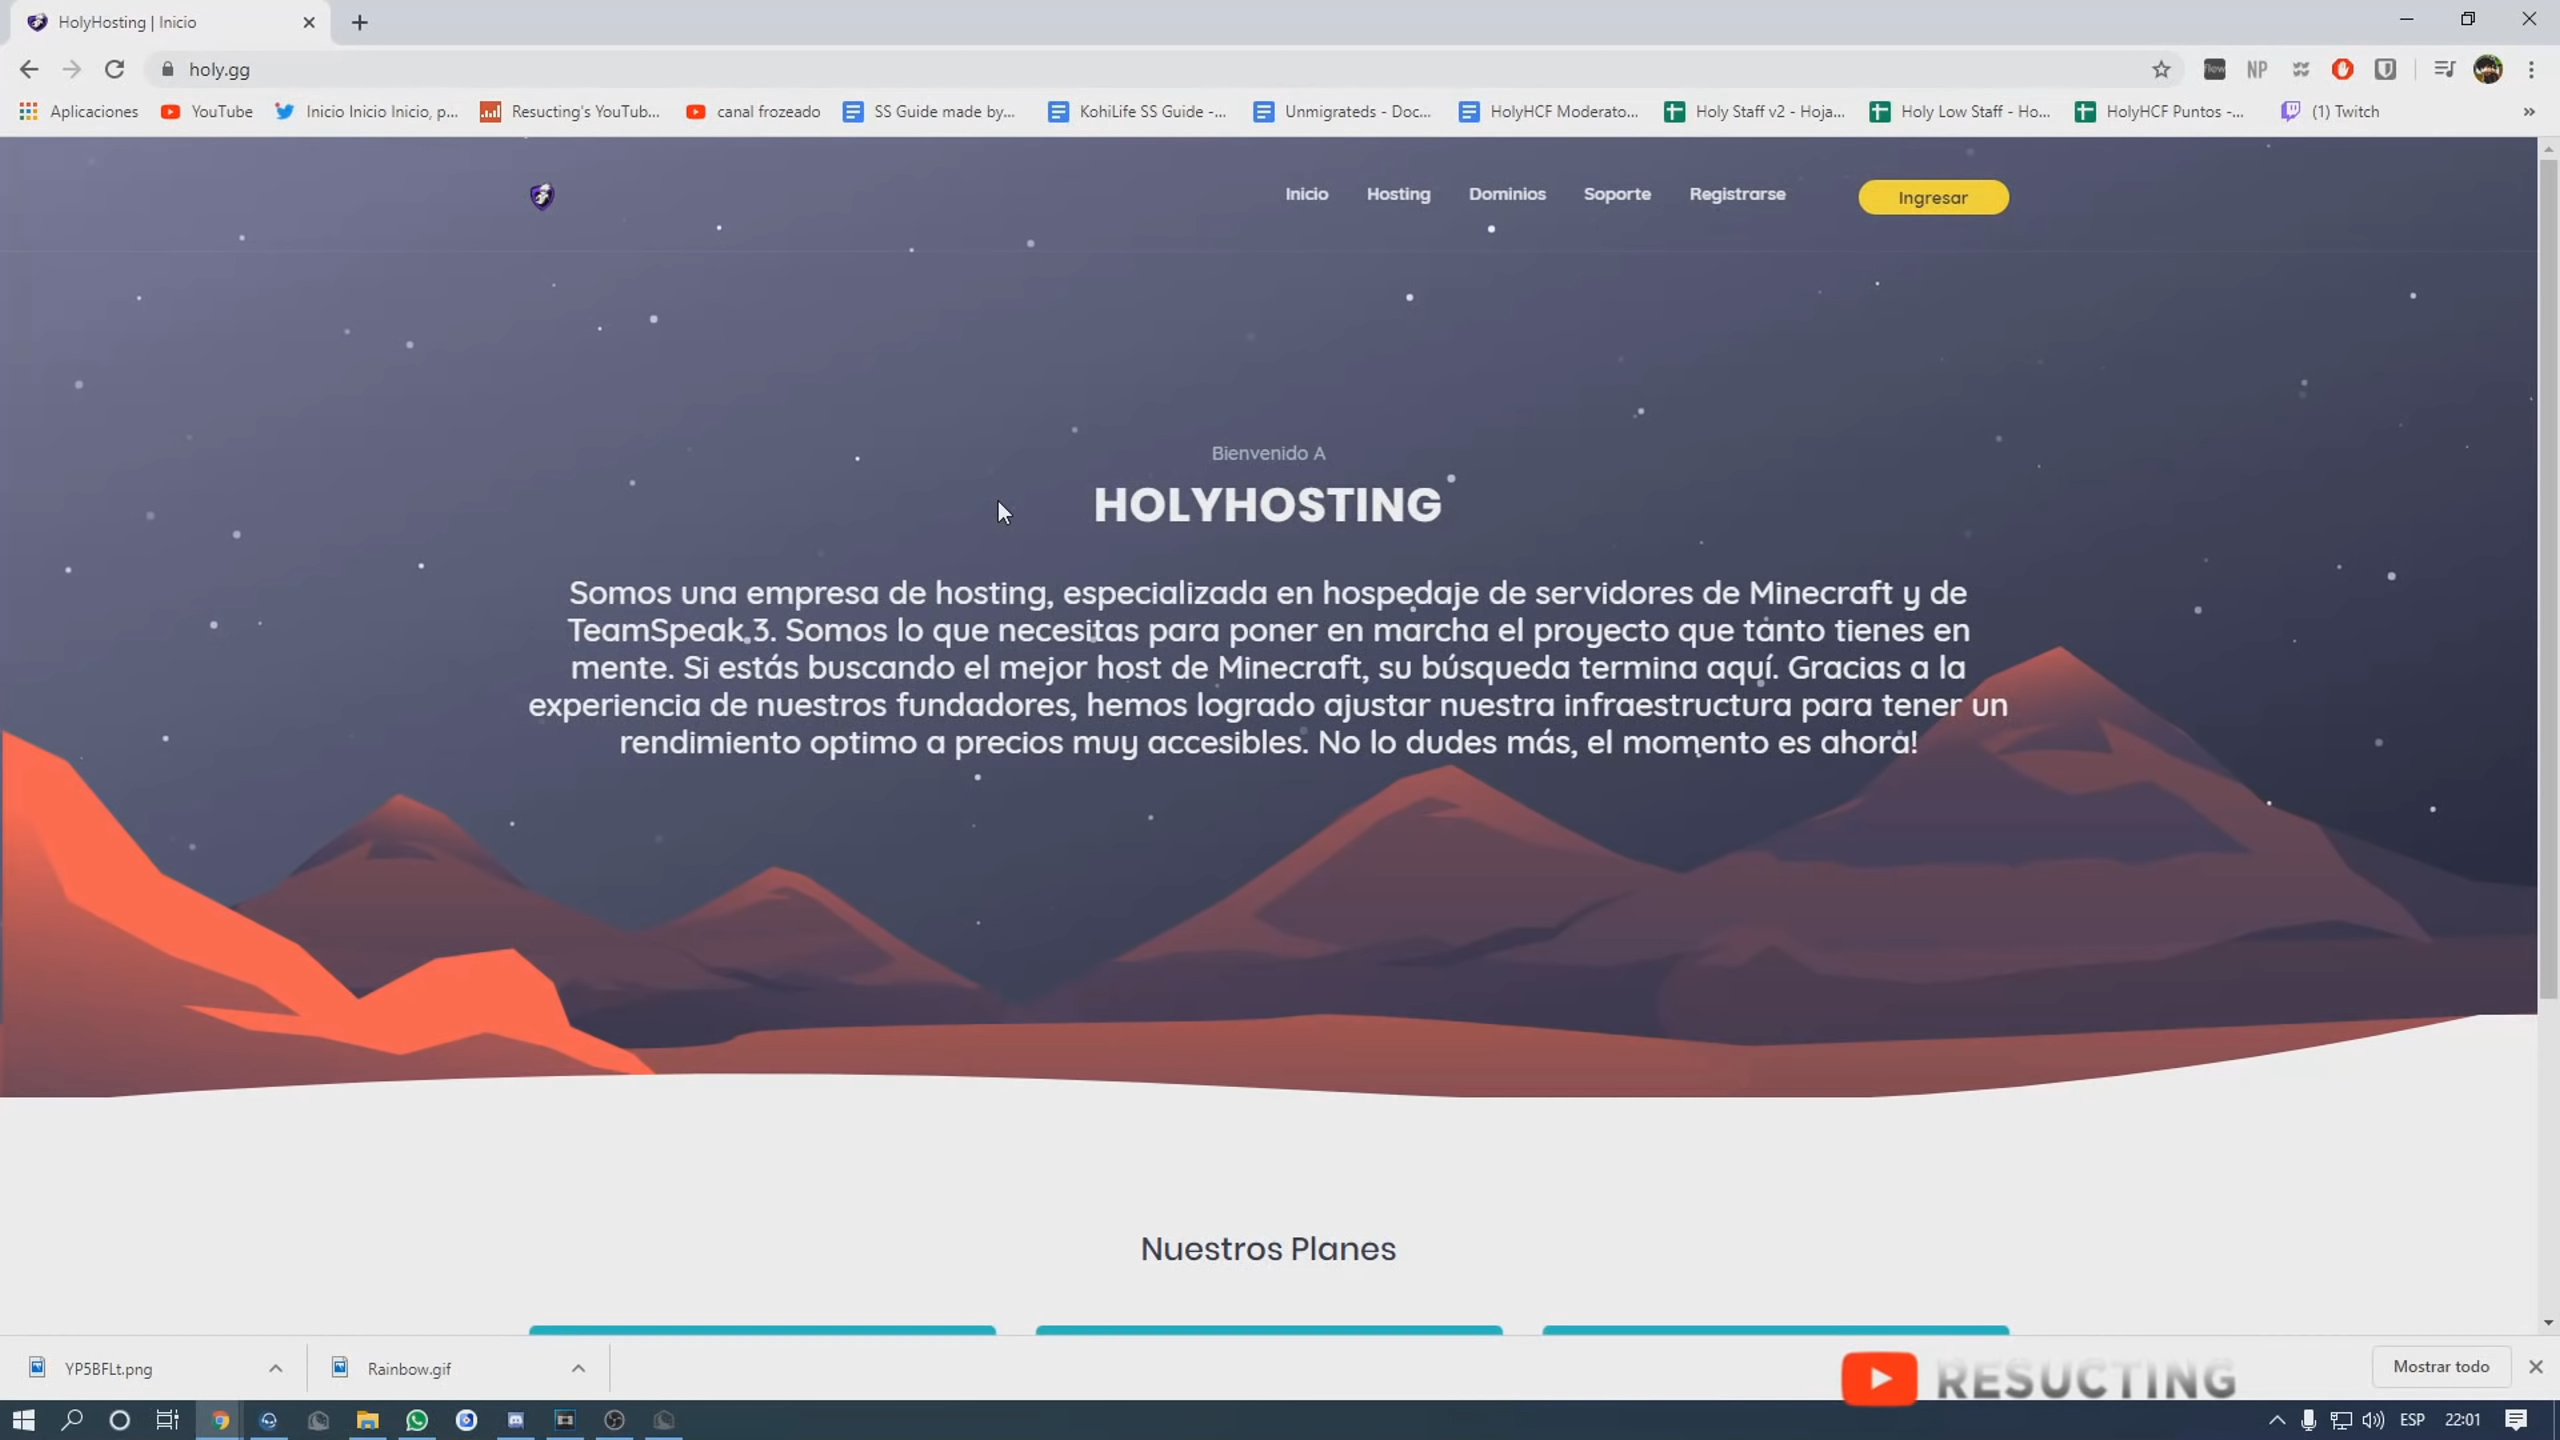 HolyHosting | Inicio
holy.gg
flow
NP
Aplicaciones
YouTube
Inicio Inicio Inicio, p...
Resucting's YouTub...
canal frozeado
SS Guide made by...
KohiLife SS Guide -...
Unmigrateds - Doc...
HolyHCF Moderato...
Holy Staff v2 - Hoja...
Holy Low Staff - Ho...
HolyHCF Puntos -...
(1) Twitch
Inicio
Hosting
Dominios
Soporte
Registrarse
Ingresar
Bienvenido A
HOLYHOSTING
Somos una empresa de hosting, especializada en hospedaje de servidores de Minecraft y de
TeamSpeak 3. Somos lo que necesitas para poner en marcha el proyecto que tanto tienes en
mente. Si estás buscando el mejor host de Minecraft, su búsqueda termina aquí. Gracias a la
experiencia de nuestros fundadores, hemos logrado ajustar nuestra infraestructura para tener un
rendimiento optimo a precios muy accesibles. No lo dudes más, el momento es ahora!
Nuestros Planes
YP5BFLt.png
Rainbow.gif
RESUCTING
Mostrar todo
ESP
22:01